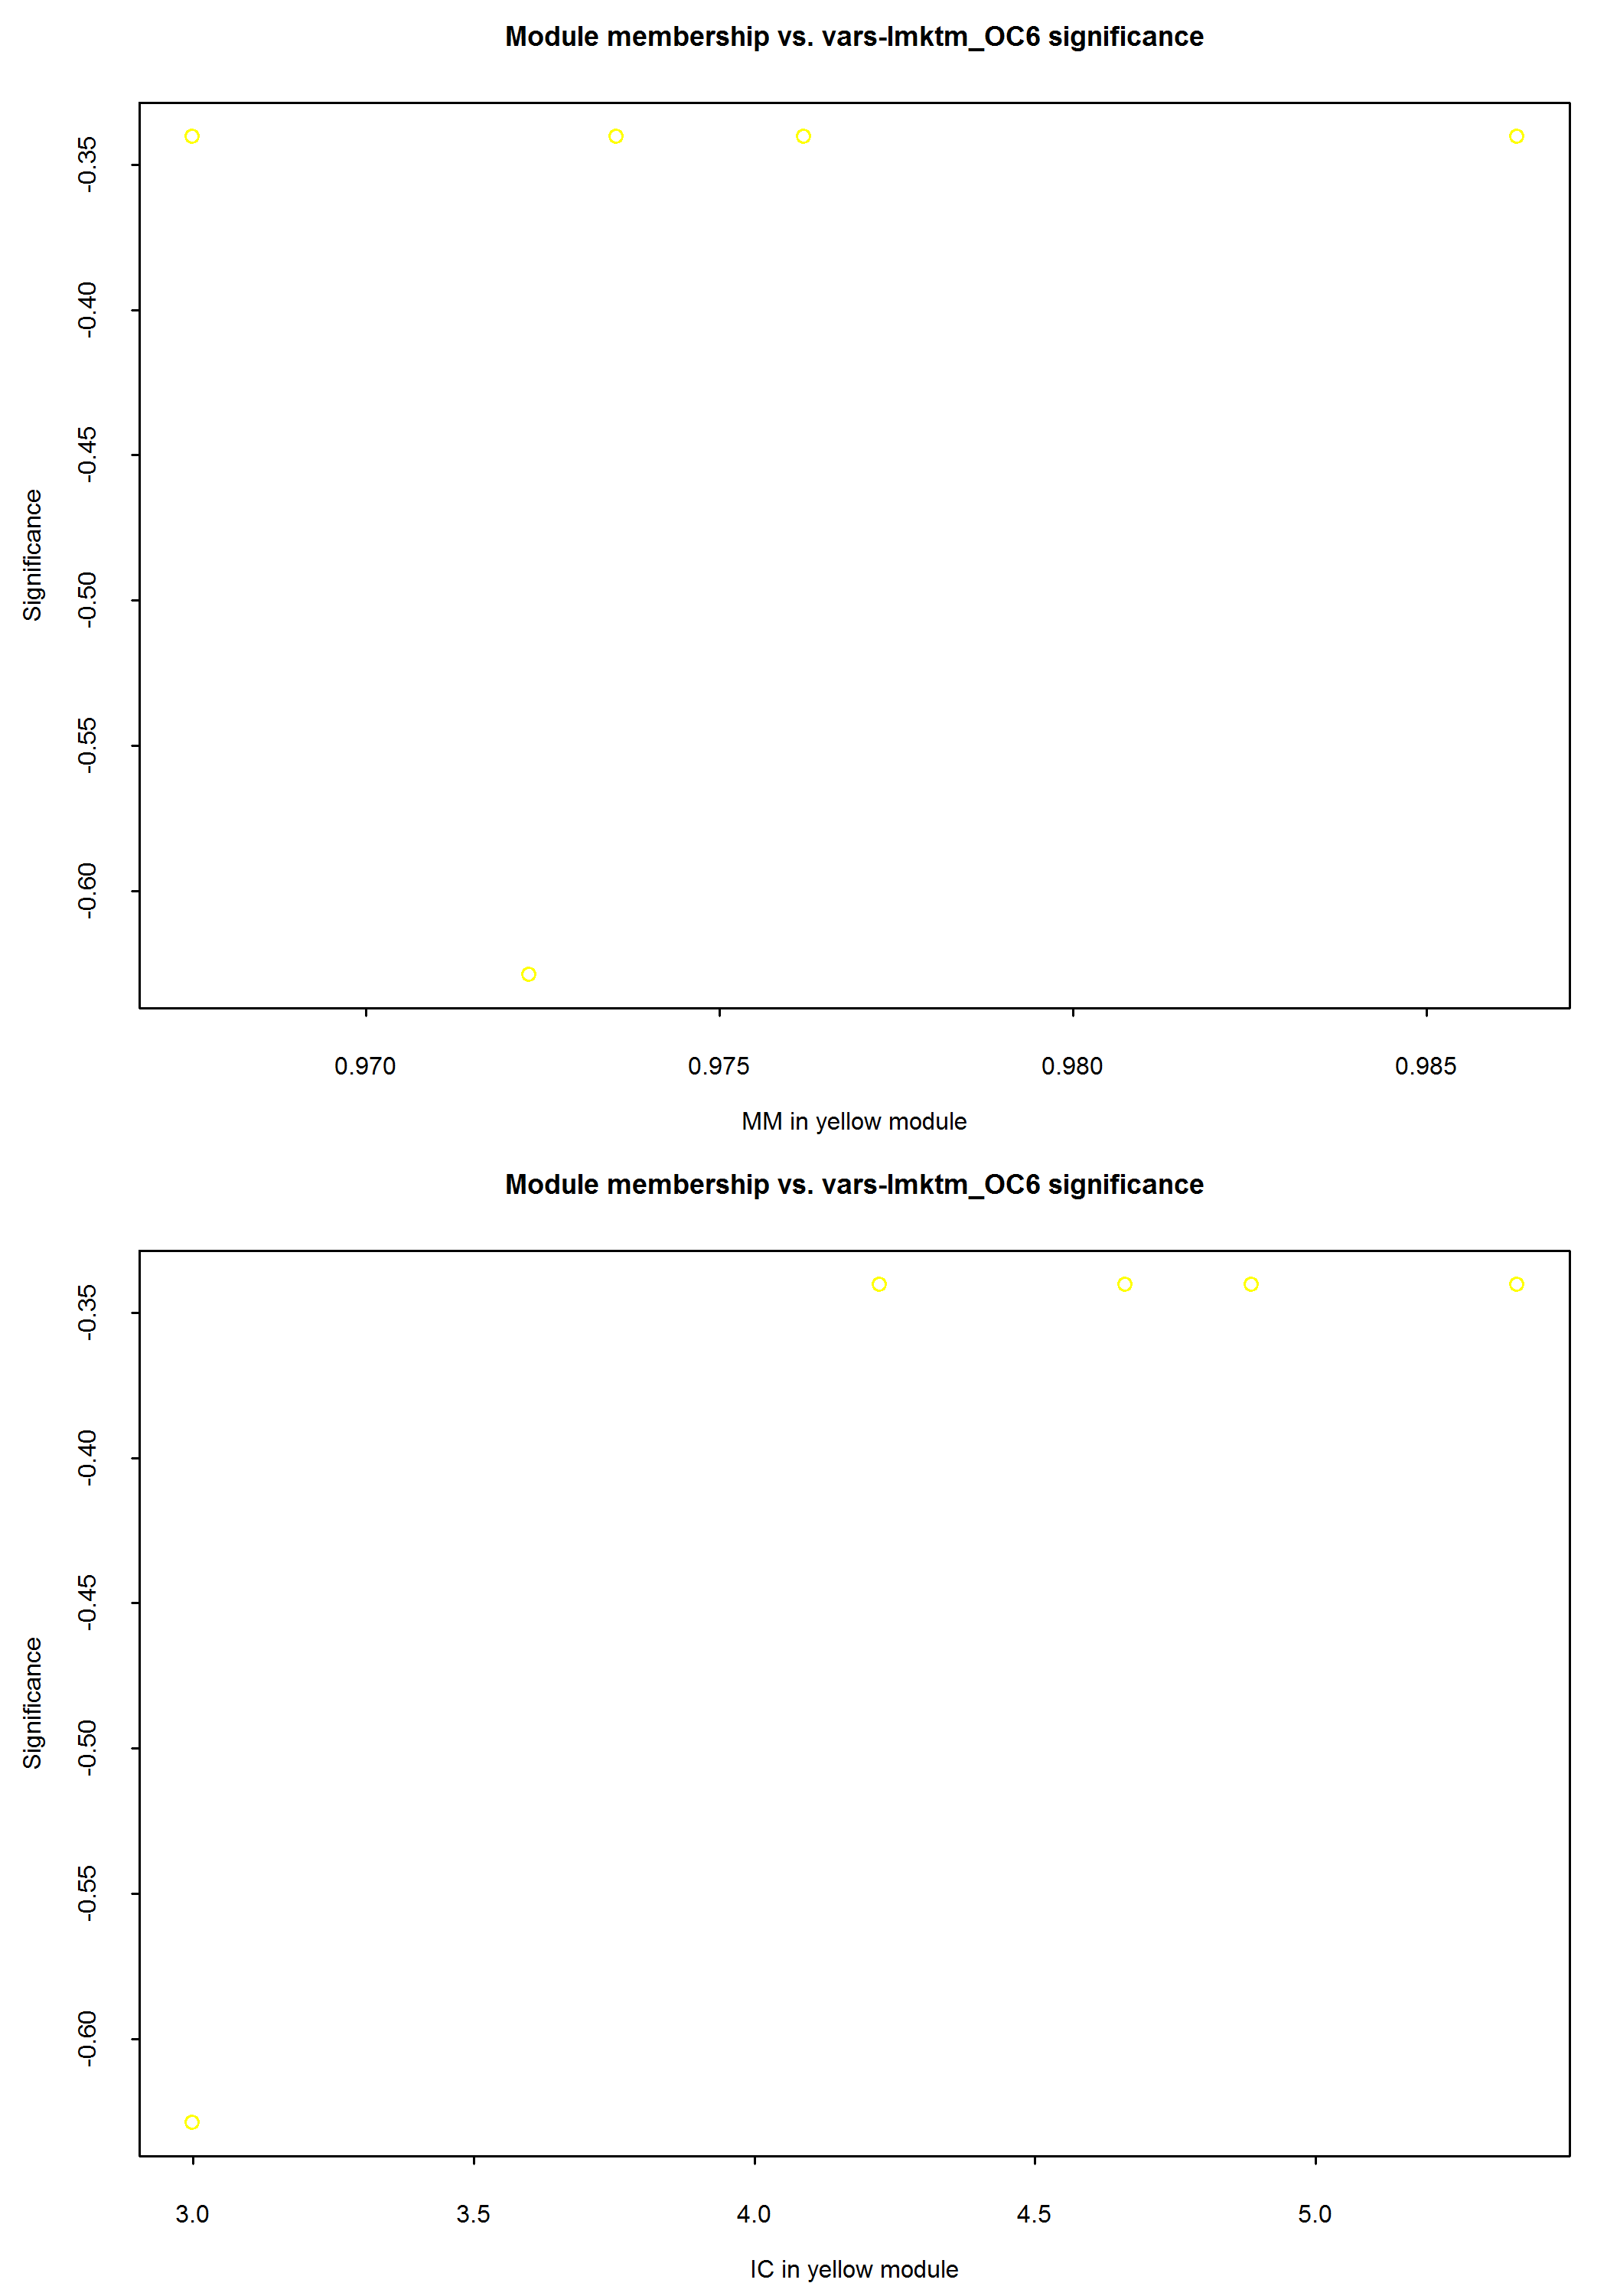 Module membership vs. vars-lmktm_OC6 significance
-0.35
-0.40
-0.45
-0.50
-0.55
-0.60
Significance
0.970 0.975 0.980 0.985
MM in yellow module
Module membership vs. vars-lmktm_OC6 significance
-0.35
-0.40
-0.45
-0.50
-0.55
-0.60
Significance
3.0 3.5 4.0 4.5 5.0
IC in yellow module